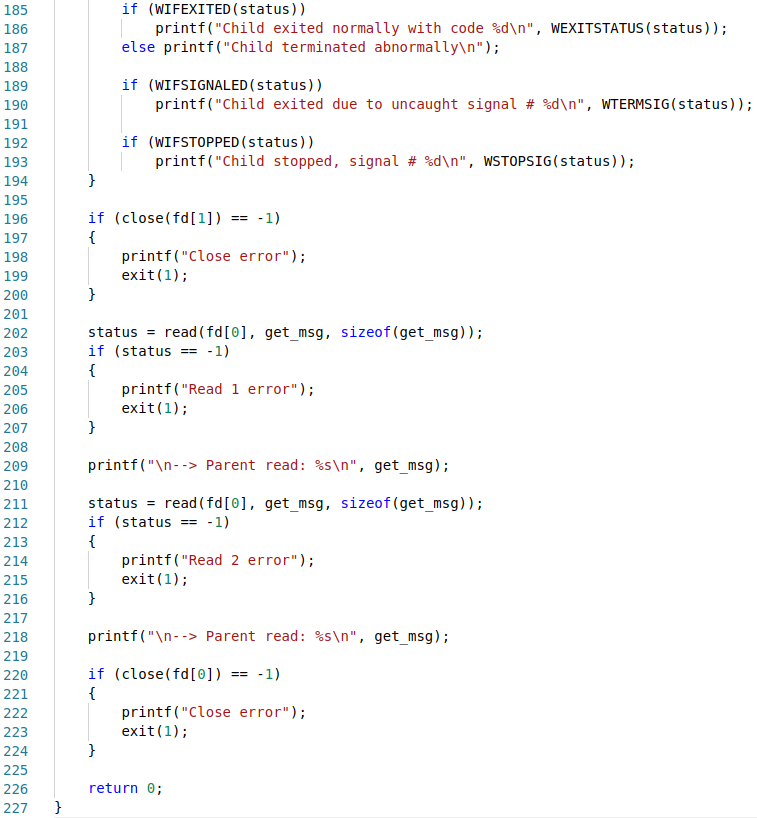 185         if (WIFEXITED(status))
186             printf("Child exited normally with code %d\n", WEXITSTATUS(status));
187         else printf("Child terminated abnormally\n");
188
189         if (WIFSIGNALED(status))
190             printf("Child exited due to uncaught signal # %d\n", WTERMSIG(status));
191
192         if (WIFSTOPPED(status))
193             printf("Child stopped, signal # %d\n", WSTOPSIG(status));
194     }
195
196     if (close(fd[1]) == -1)
197     {
198         printf("Close error");
199         exit(1);
200     }
201
202     status = read(fd[0], get_msg, sizeof(get_msg));
203     if (status == -1)
204     {
205         printf("Read 1 error");
206         exit(1);
207     }
208
209     printf("\n--> Parent read: %s\n", get_msg);
210
211     status = read(fd[0], get_msg, sizeof(get_msg));
212     if (status == -1)
213     {
214         printf("Read 2 error");
215         exit(1);
216     }
217
218     printf("\n--> Parent read: %s\n", get_msg);
219
220     if (close(fd[0]) == -1)
221     {
222         printf("Close error");
223         exit(1);
224     }
225
226     return 0;
227 }